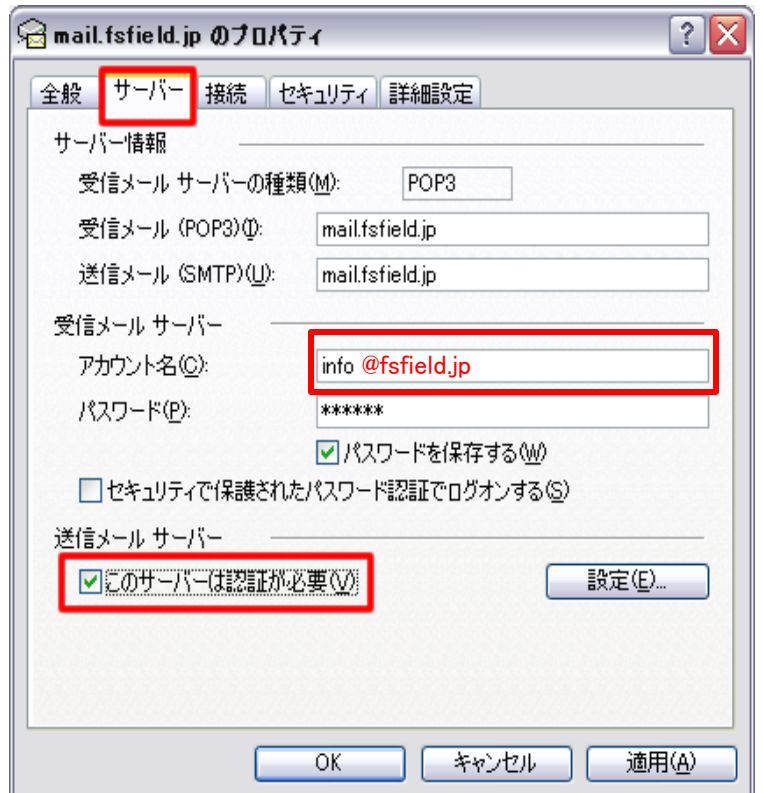 mail.fsfield.jp のプロパティ
全般 サーバー 接続 セキュリティ 詳細設定
サーバー情報
受信メール サーバーの種類(M): POP3
受信メール (POP3)(I): mail.fsfield.jp
送信メール (SMTP)(U): mail.fsfield.jp
受信メール サーバー
アカウント名(C): info @fsfield.jp
パスワード(P): ******
パスワードを保存する(W)
セキュリティで保護されたパスワード認証でログオンする(S)
送信メール サーバー
このサーバーは認証が必要(V) 設定(E)...
OK キャンセル 適用(A)